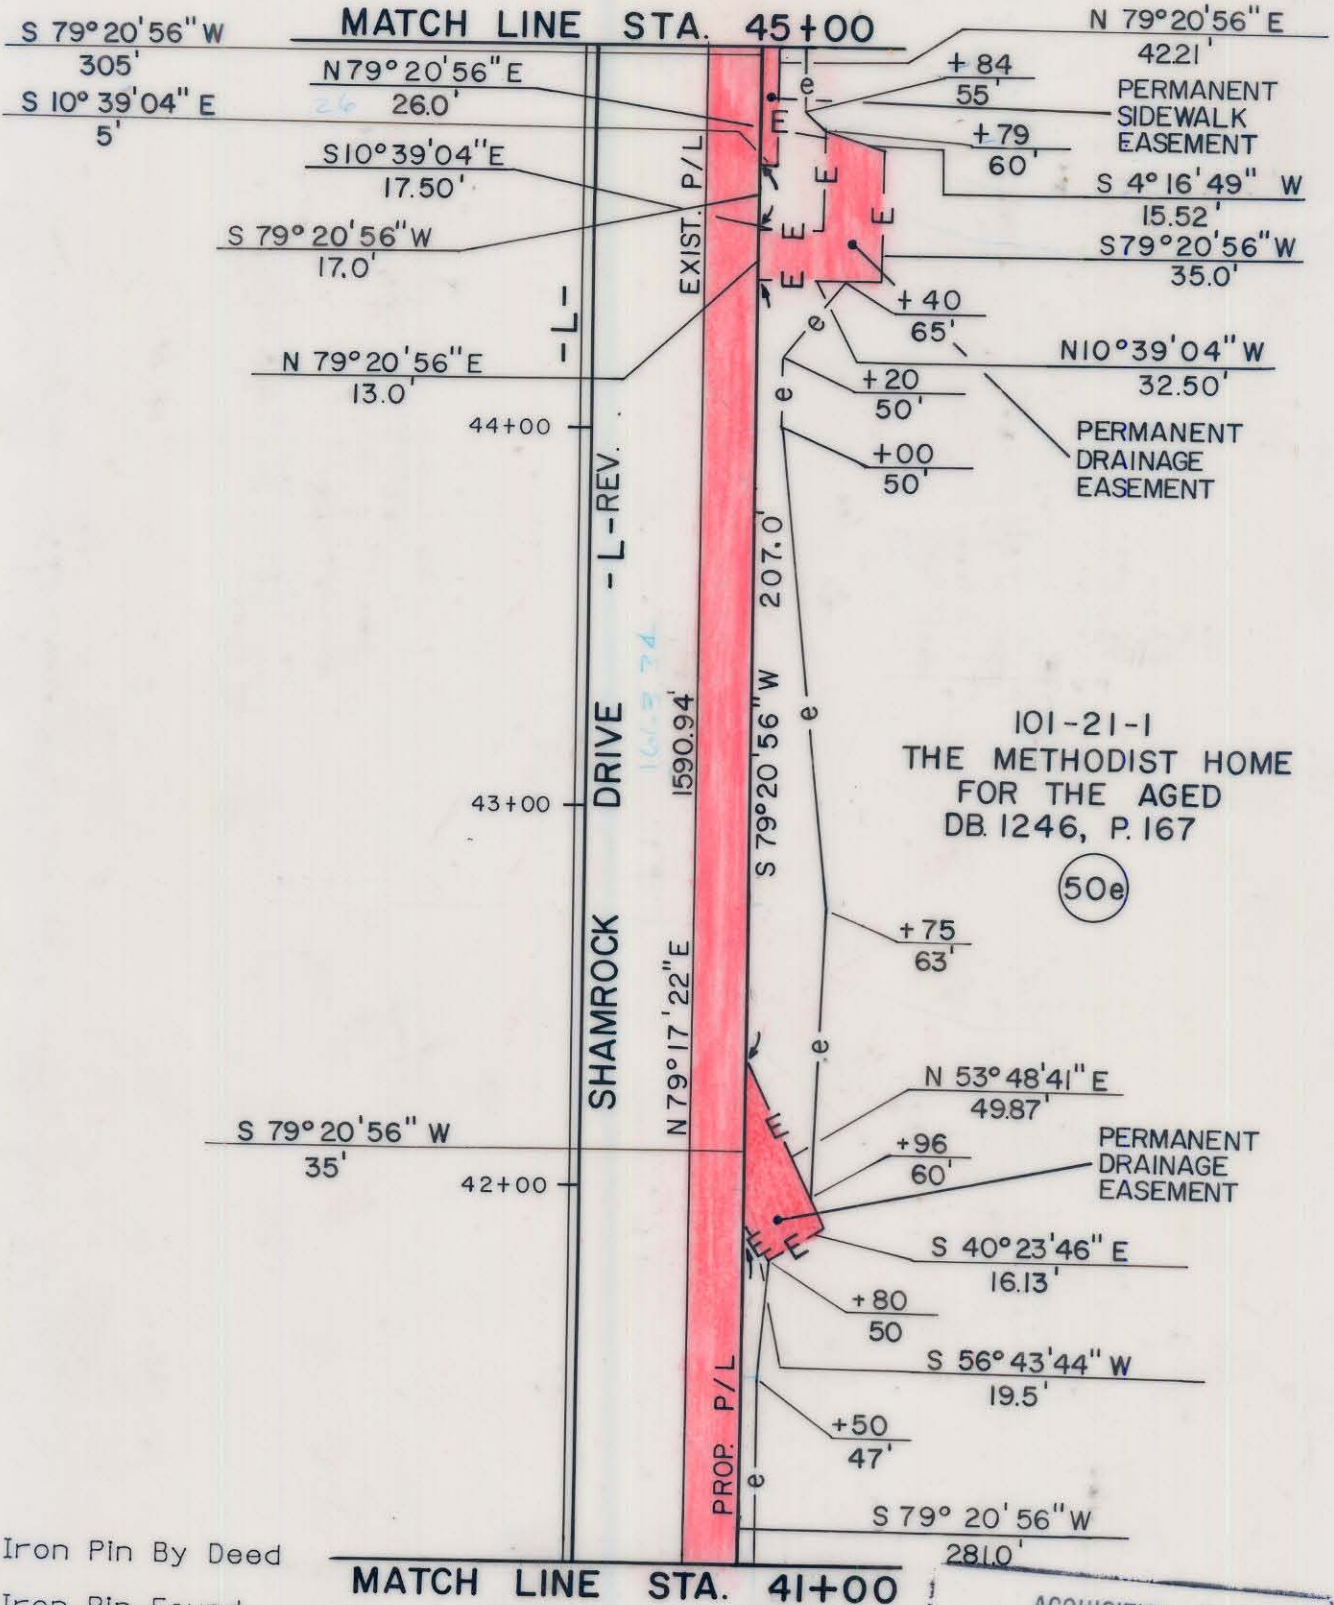 MATCH LINE STA. 45+00
S 79°20'56" W
305'
S 10°39'04" E
5'
N 79°20'56" E
26.0'
26
S10°39'04"E
17.50'
S 79°20'56" W
17.0'
N 79°20'56" E
13.0'
N 79°20'56" E
42.21'
+84
55'
PERMANENT
SIDEWALK
EASEMENT
+79
60'
S 4°16'49" W
15.52'
S79°20'56" W
35.0'
+40
65'
N10°39'04" W
32.50'
+20
50'
+00
50'
PERMANENT
DRAINAGE
EASEMENT
EXIST. P/L
e
E
E
E
E
E
e
e
-L-
-L-REV.
44+00
207.0'
S 79°20'56" W
1590.94'
N 79°17'22" E
SHAMROCK DRIVE
43+00
e
101-21-1
THE METHODIST HOME
FOR THE AGED
DB. 1246, P. 167
50e
+75
63'
e
E
N 53°48'41" E
49.87'
+96
60'
PERMANENT
DRAINAGE
EASEMENT
S 79°20'56" W
35'
42+00
E
E
S 40°23'46" E
16.13'
+80
50
S 56°43'44" W
19.5'
+50
47'
PROP. P/L
e
S 79°20'56" W
281.0'
Iron Pin By Deed
MATCH LINE STA. 41+00
Iron Pin Found